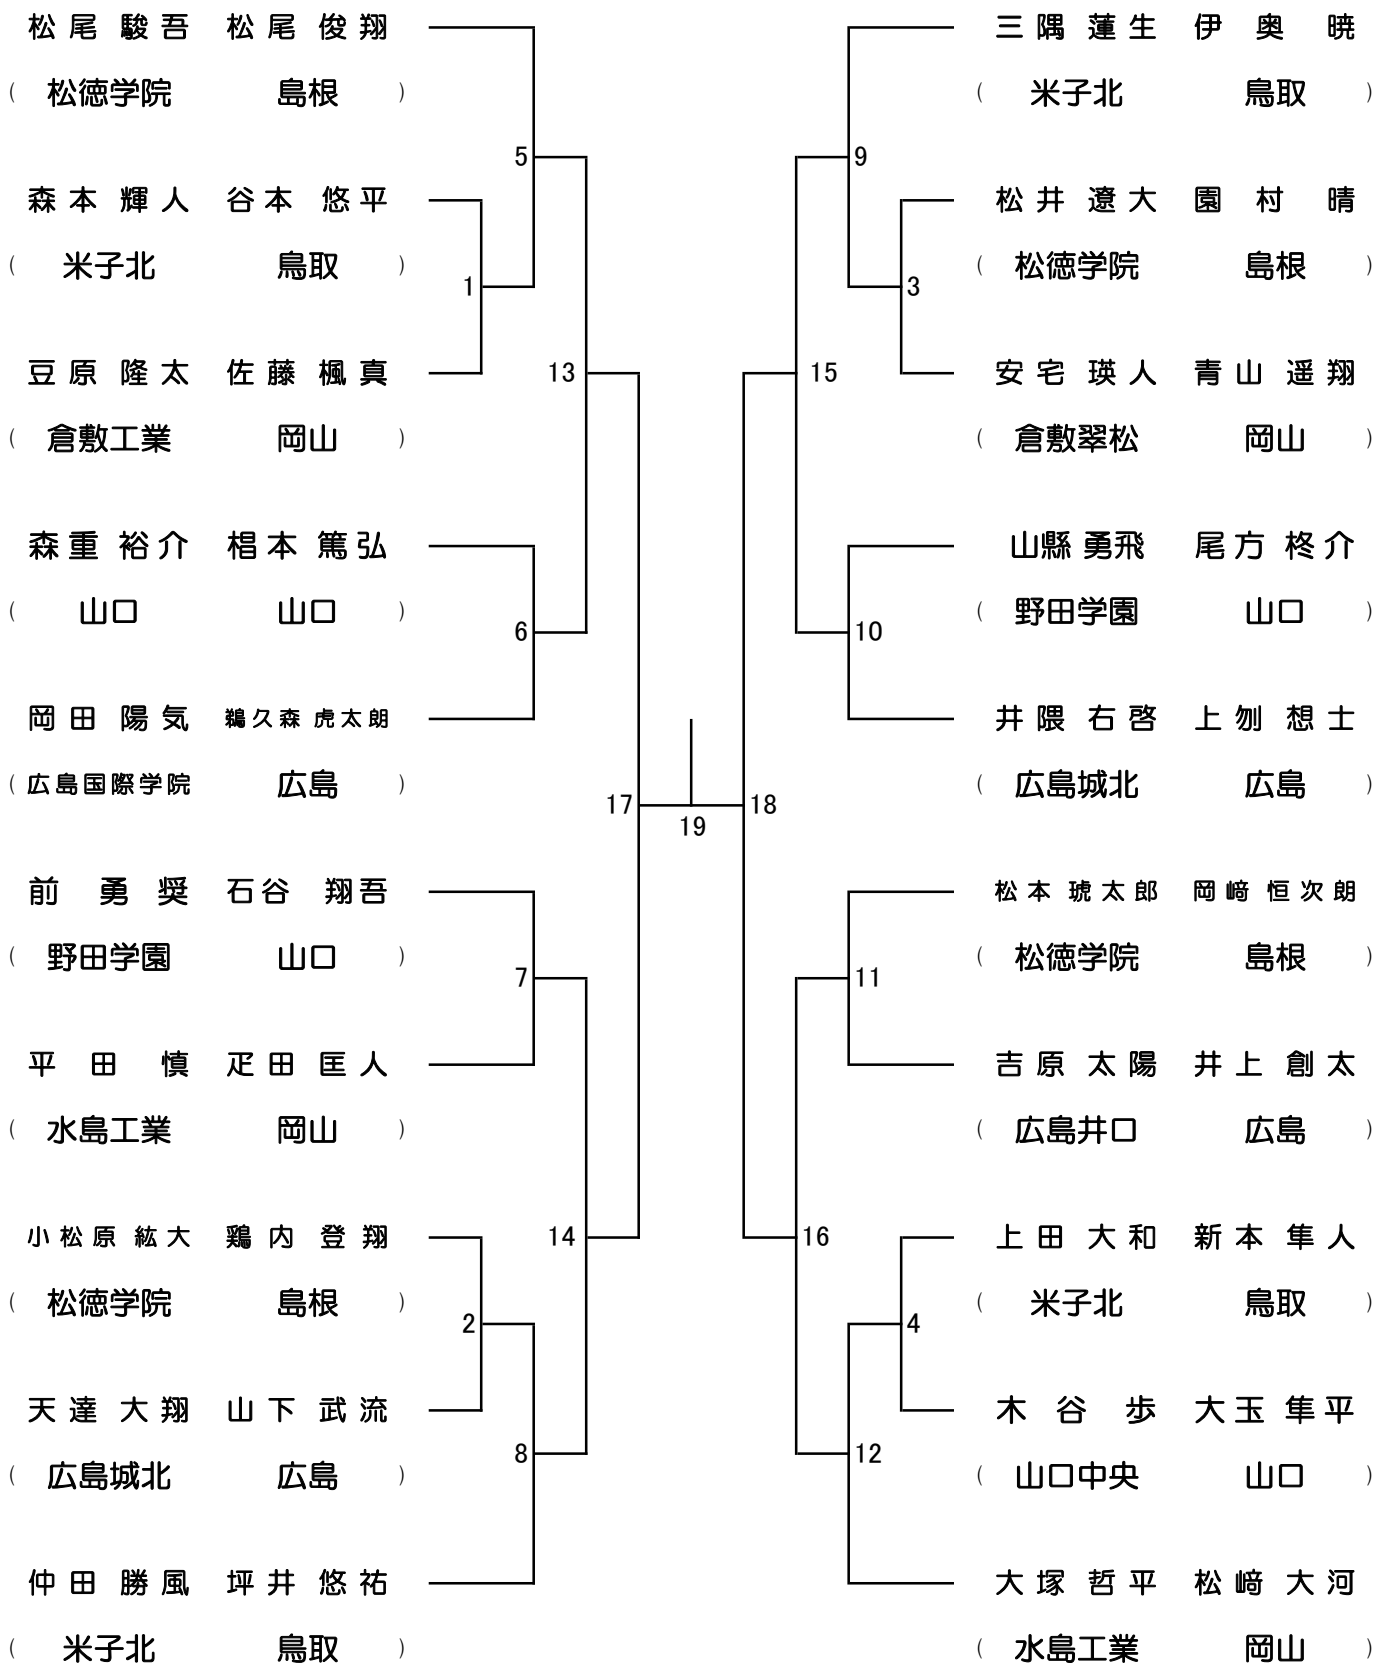 松尾 駿吾 松尾 俊翔
( 松徳学院 島根 )
5
森本 輝人 谷本 悠平
( 米子北 鳥取 )
1
豆原 隆太 佐藤 楓真
13
( 倉敷工業 岡山 )
森重 裕介 椙本 篤弘
( 山口 山口 )
6
岡田 陽気 鵜久森 虎太朗
( 広島国際学院 広島 )
17
19
前 勇奨 石谷 翔吾
( 野田学園 山口 )
7
平田 慎 疋田 匡人
( 水島工業 岡山 )
小松原 紘大 鶏内 登翔
14
( 松徳学院 島根 )
2
天達 大翔 山下 武流
8
( 広島城北 広島 )
仲田 勝風 坪井 悠祐
( 米子北 鳥取 )
三隅 蓮生 伊奥 暁
( 米子北 鳥取 )
9
松井 遼大 園村 晴
( 松徳学院 島根 )
3
安宅 瑛人 青山 遥翔
15
( 倉敷翠松 岡山 )
山縣 勇飛 尾方 柊介
( 野田学園 山口 )
10
井隈 右啓 上刎 想士
( 広島城北 広島 )
18
松本 琥太郎 岡﨑 恒次朗
( 松徳学院 島根 )
11
吉原 太陽 井上 創太
( 広島井口 広島 )
上田 大和 新本 隼人
16
( 米子北 鳥取 )
4
木谷 歩 大玉 隼平
12
( 山口中央 山口 )
大塚 哲平 松﨑 大河
( 水島工業 岡山 )